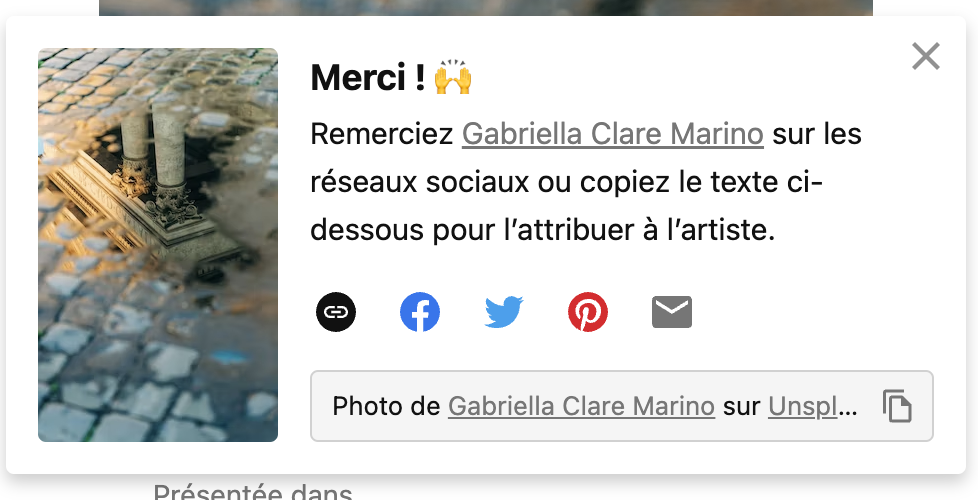 Merci ! 🙌
Remerciez Gabriella Clare Marino sur les
réseaux sociaux ou copiez le texte ci-
dessous pour l’attribuer à l’artiste.
Photo de Gabriella Clare Marino sur Unspl...
Présentée dans